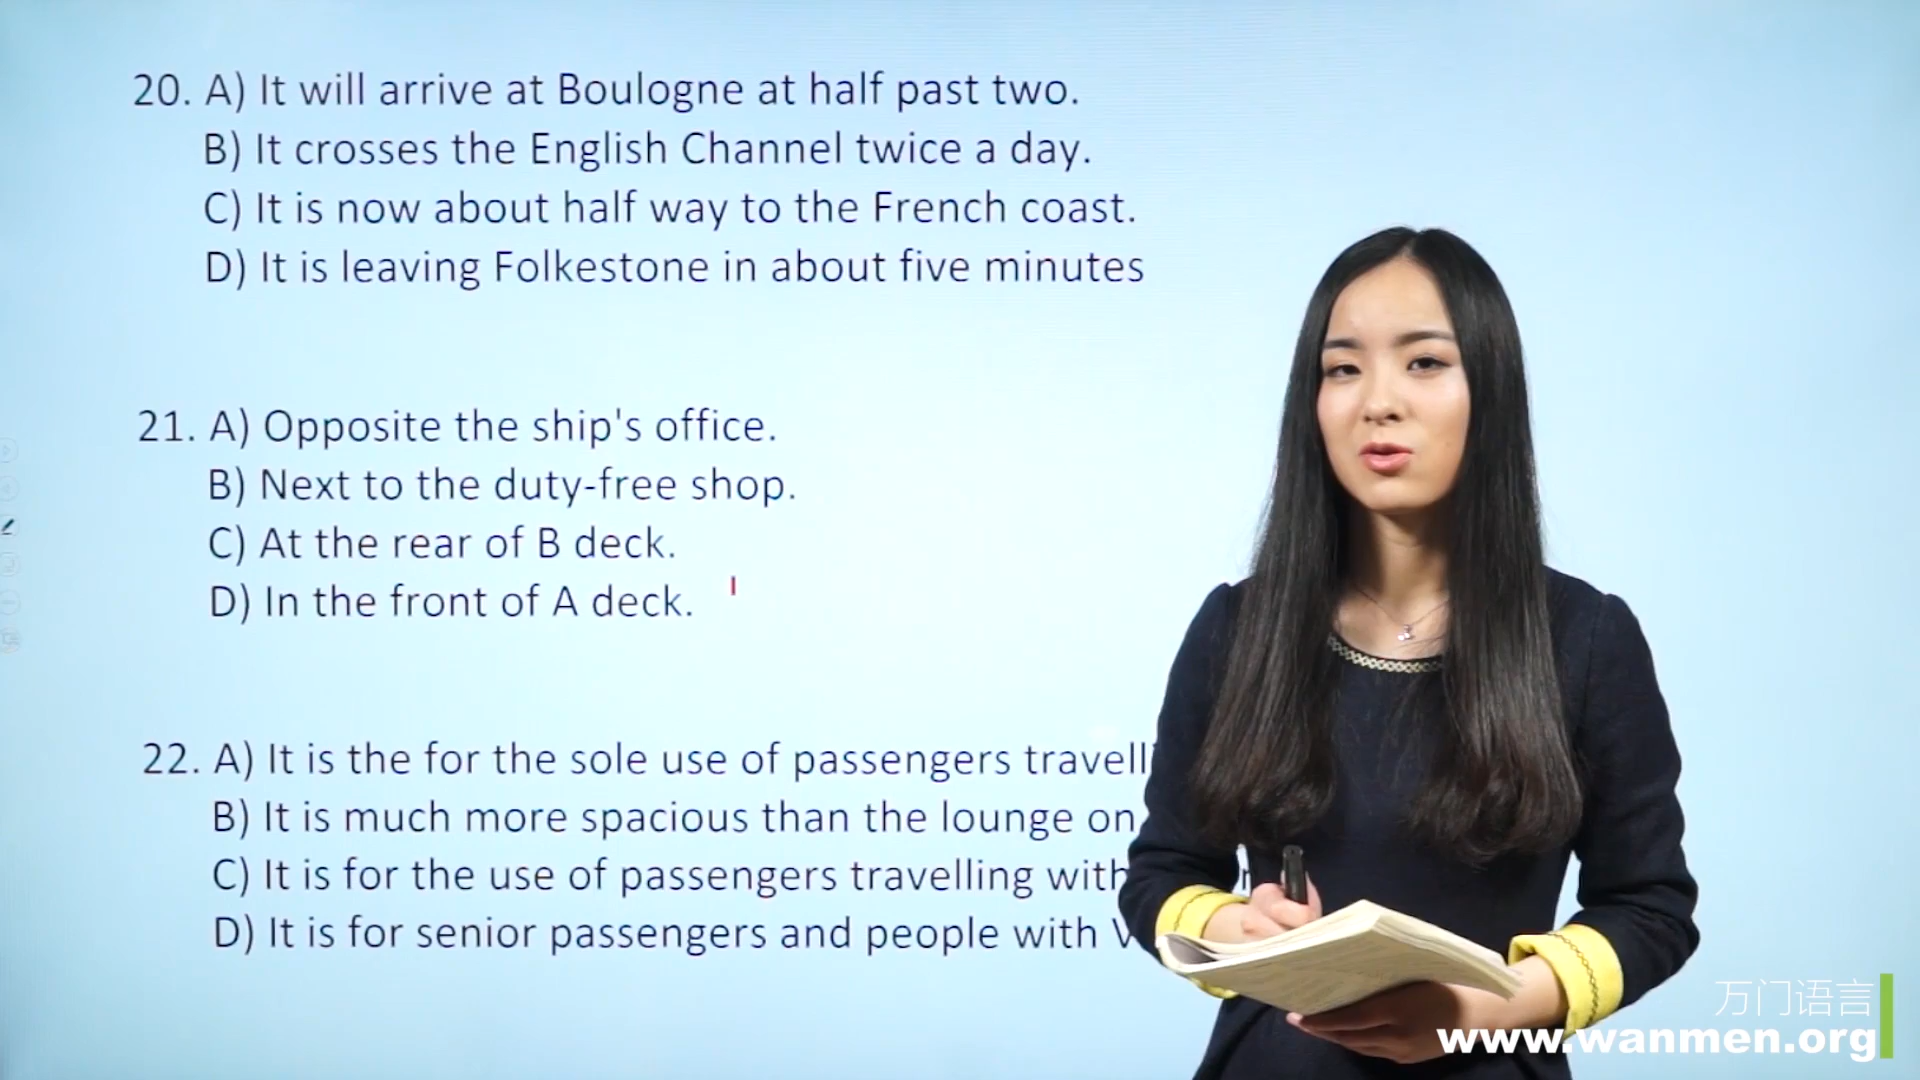 20. A) It will arrive at Boulogne at half past two.
B) It crosses the English Channel twice a day.
C) It is now about half way to the French coast.
D) It is leaving Folkestone in about five minutes
21. A) Opposite the ship's office.
B) Next to the duty-free shop.
C) At the rear of B deck.
D) In the front of A deck.
22. A) It is the for the sole use of passengers
B) It is much more spacious than the lounge on
C) It is for the use of passengers travelling with
D) It is for senior passengers and people with
万门语言
www.wanmen.org